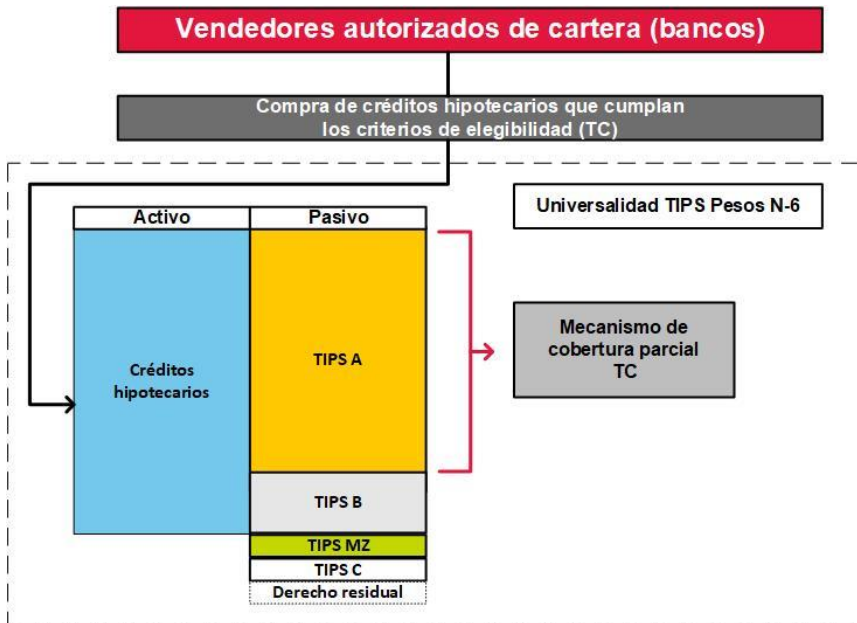 Vendedores autorizados de cartera (bancos)
Compra de créditos hipotecarios que cumplan
los criterios de elegibilidad (TC)
Universalidad TIPS Pesos N-6
Activo
Pasivo
Créditos
hipotecarios
TIPS A
Mecanismo de
cobertura parcial
TC
TIPS B
TIPS MZ
TIPS C
Derecho residual